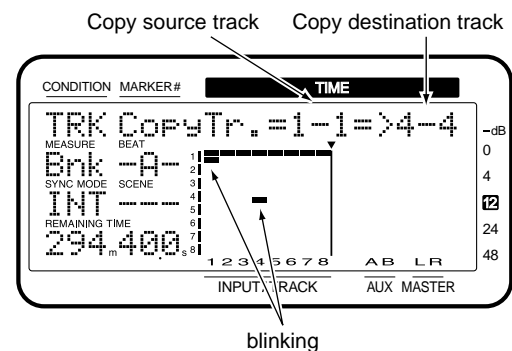 Copy source track Copy destination track
CONDITION MARKER# TIME
TRK CopyTr.=1-1=>4-4
MEASURE BEAT
-dB
Bnk -A- 1
0
2
SYNC MODE SCENE 3
4
INT --- 4
12
5
REMAINING TIME 6
24
294m40.0s 7
8
48
1 2 3 4 5 6 7 8 A B L R
INPUT/TRACK AUX MASTER
blinking